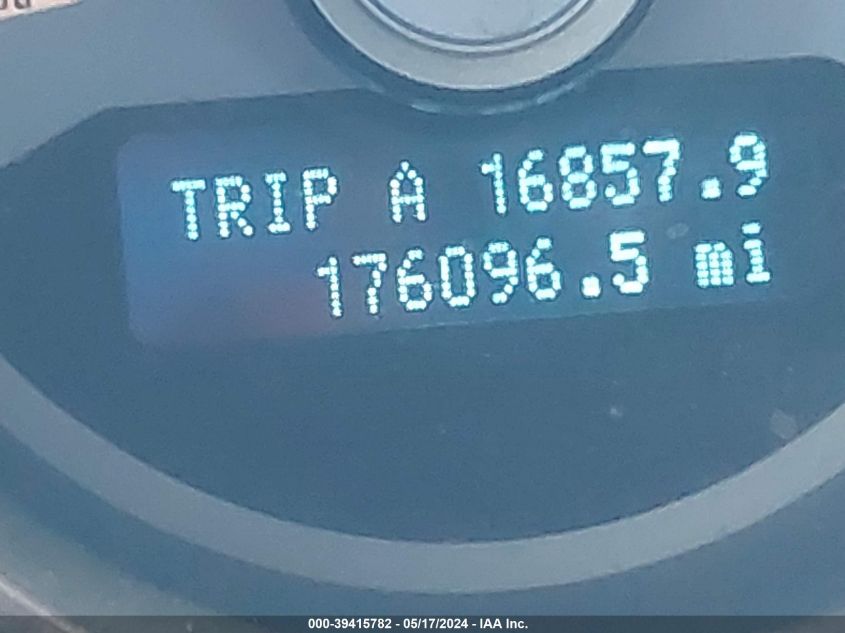 TRIP A 16857.9
176096.5 mi
000-39415782 - 05/17/2024 - IAA Inc.